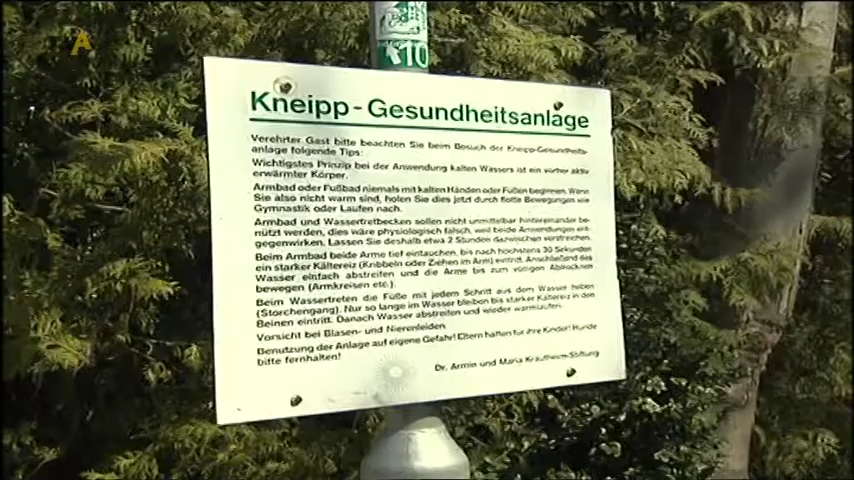 A
K10
Kneipp-Gesundheitsanlage
Verehrter Gast bitte beachten Sie beim Besuch der Kneipp-Gesundheits-
anlage folgende Tips:
Wichtigstes Prinzip bei der Anwendung kalten Wassers ist ein vorher aktiv
erwärmter Körper.
Armbad oder Fußbad niemals mit kalten Händen oder Füßen beginnen. Wenn
Sie also nicht warm sind, holen Sie dies jetzt durch flotte Bewegungen wie
Gymnastik oder Laufen nach.
Armbad und Wassertretbecken sollen nicht unmittelbar hintereinander be-
nützt werden, dies wäre physiologisch falsch, weil beide Anwendungen ent-
gegenwirken. Lassen Sie deshalb etwa 2 Stunden dazwischen verstreichen.
Beim Armbad beide Arme tief eintauchen, bis nach höchstens 30 Sekunden
ein starker Kältereiz (Kribbeln oder Ziehen im Arm) eintritt. Anschließend das
Wasser einfach abstreifen und die Arme bis zum völligen Abtrocknen
bewegen (Armkreisen etc.).
Beim Wassertreten die Füße mit jedem Schritt aus dem Wasser heben
(Storchengang). Nur so lange im Wasser bleiben bis starker Kältereiz in den
Beinen eintritt. Danach Wasser abstreifen und wieder warmlaufen.
Vorsicht bei Blasen- und Nierenleiden.
Benutzung der Anlage auf eigene Gefahr! Eltern haften für ihre Kinder! Hunde
bitte fernhalten!
Dr. Armin und Maria Krautheim-Stiftung